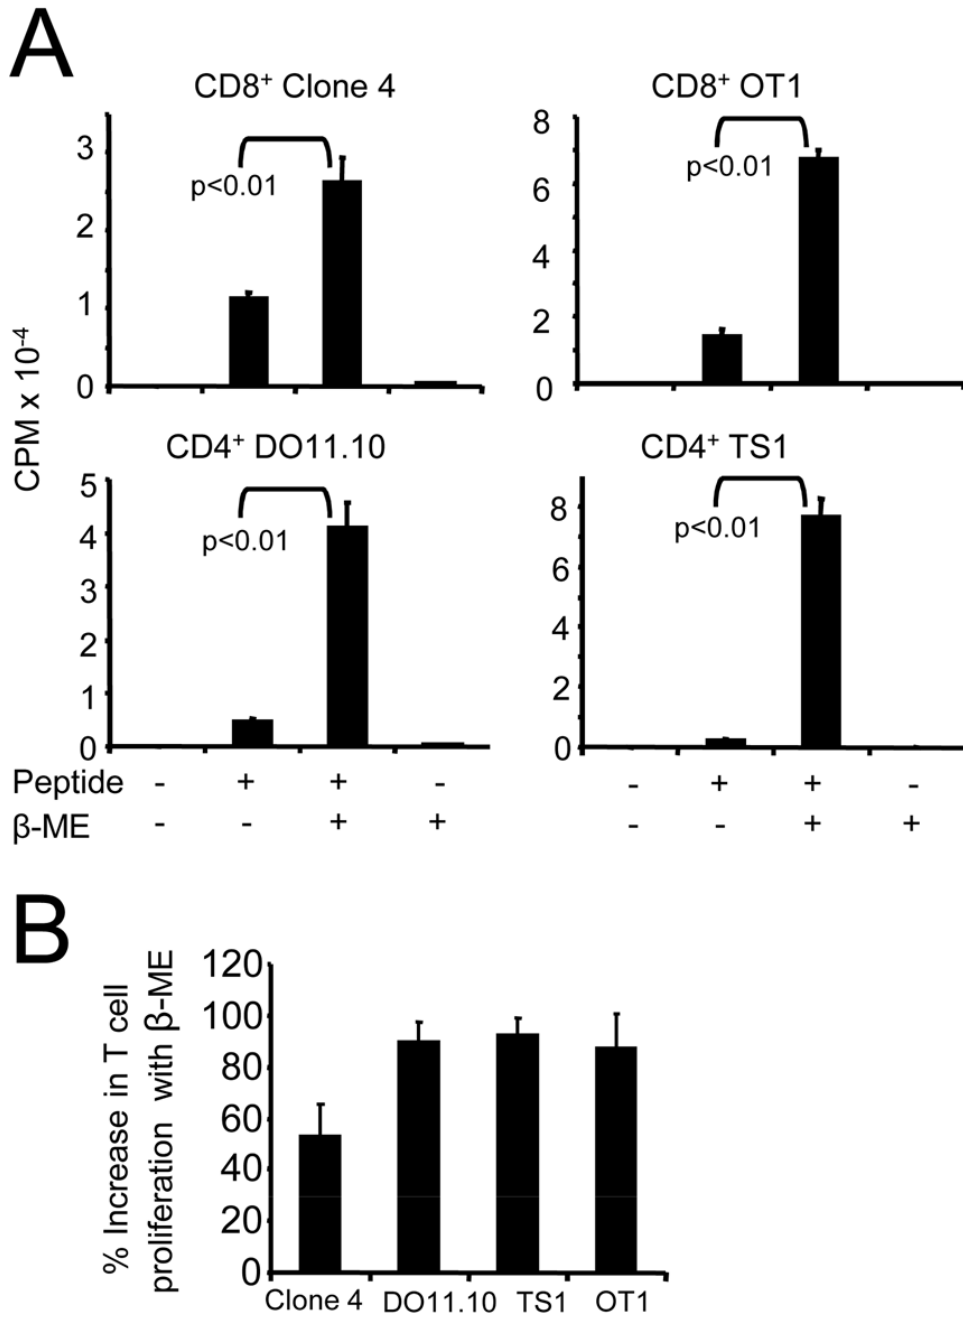 A
CD8+ Clone 4
CD8+ OT1
3
2
1
0
p<0.01
8
6
4
2
0
p<0.01
CPM x 10-4
CD4+ DO11.10
CD4+ TS1
5
4
3
2
1
0
p<0.01
8
6
4
2
0
p<0.01
Peptide - + + - - + + -
β-ME - - + + - - + +
B
% Increase in T cell
proliferation with β-ME
120
100
80
60
40
20
0
Clone 4 DO11.10 TS1 OT1